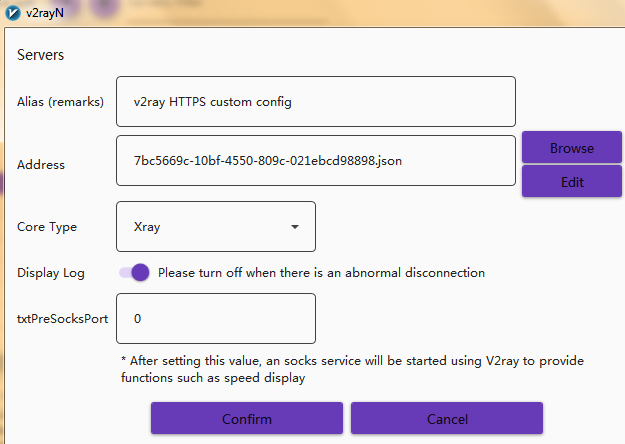 v2rayN
Servers
Alias (remarks)
v2ray HTTPS custom config
Address
7bc5669c-10bf-4550-809c-021ebcd98898.json
Browse
Edit
Core Type
Xray
Display Log
Please turn off when there is an abnormal disconnection
txtPreSocksPort
0
* After setting this value, an socks service will be started using V2ray to provide
functions such as speed display
Confirm
Cancel